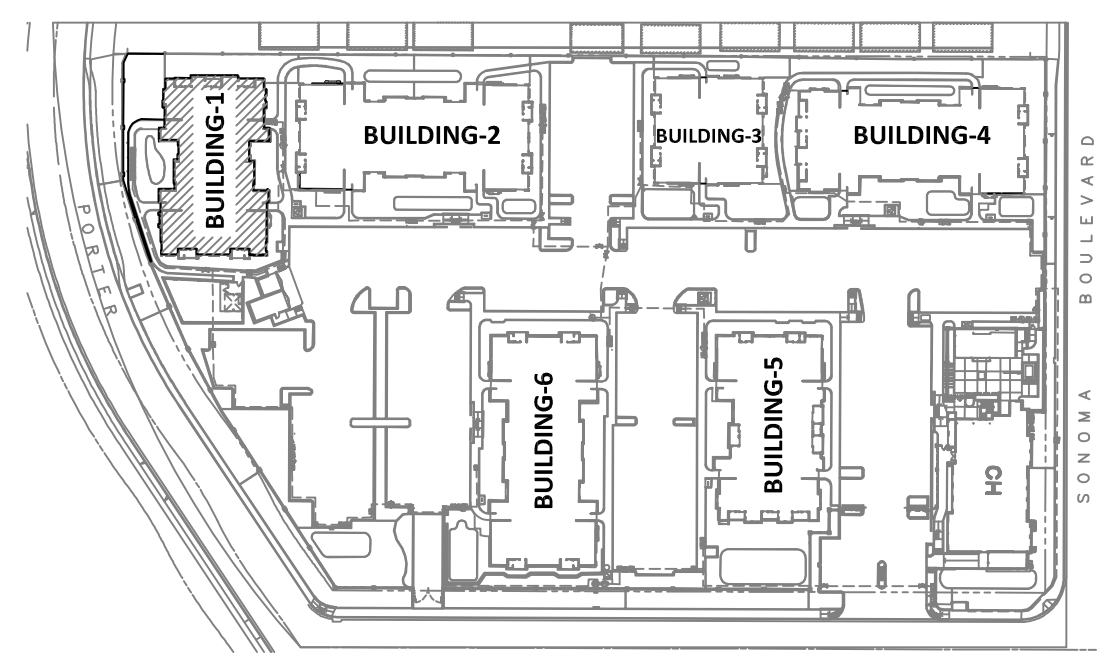 BUILDING-1
BUILDING-2
BUILDING-3
BUILDING-4
PORTER
SONOMA BOULEVARD
BUILDING-6
BUILDING-5
CH